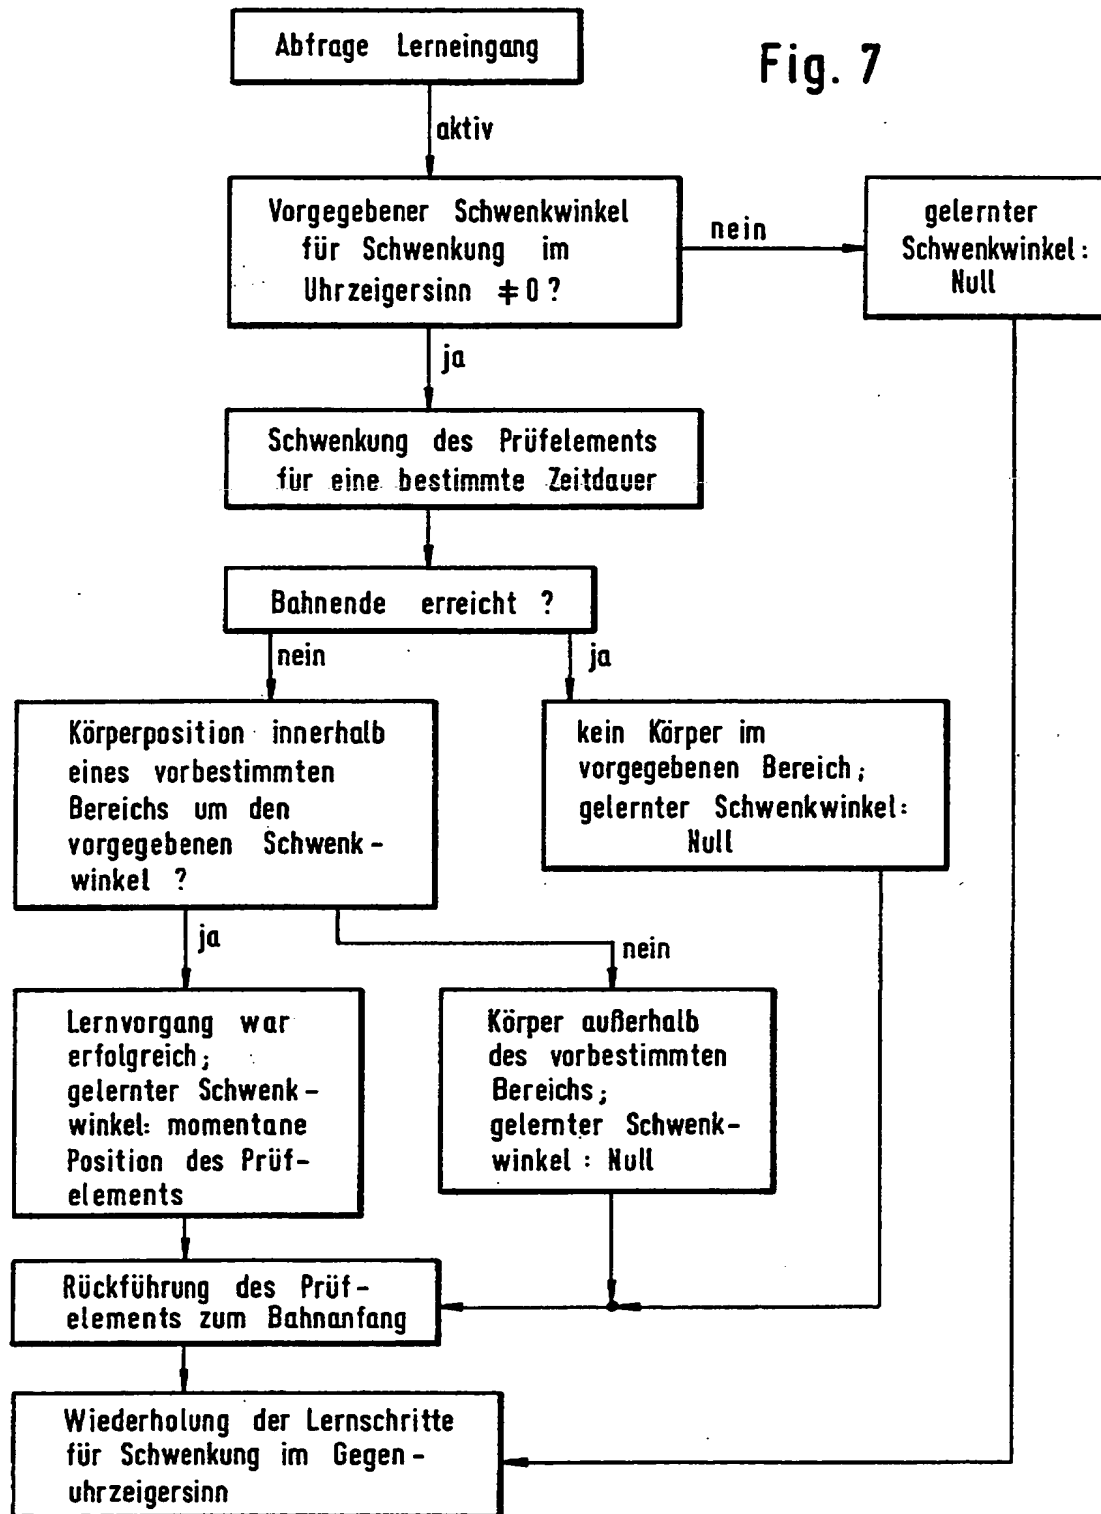 Abfrage Lerneingang
Fig. 7
aktiv
Vorgegebener Schwenkwinkel
für Schwenkung im
Uhrzeigersinn ≠ 0 ?
nein
gelernter
Schwenkwinkel:
Null
ja
Schwenkung des Prüfelements
für eine bestimmte Zeitdauer
Bahnende erreicht ?
nein
ja
Körperposition innerhalb
eines vorbestimmten
Bereichs um den
vorgegebenen Schwenk-
winkel ?
kein Körper im
vorgegebenen Bereich;
gelernter Schwenkwinkel:
Null
ja
nein
Lernvorgang war
erfolgreich;
gelernter Schwenk-
winkel: momentane
Position des Prüf-
elements
Körper außerhalb
des vorbestimmten
Bereichs;
gelernter Schwenk-
winkel : Null
Rückführung des Prüf-
elements zum Bahnanfang
Wiederholung der Lernschritte
für Schwenkung im Gegen-
uhrzeigersinn